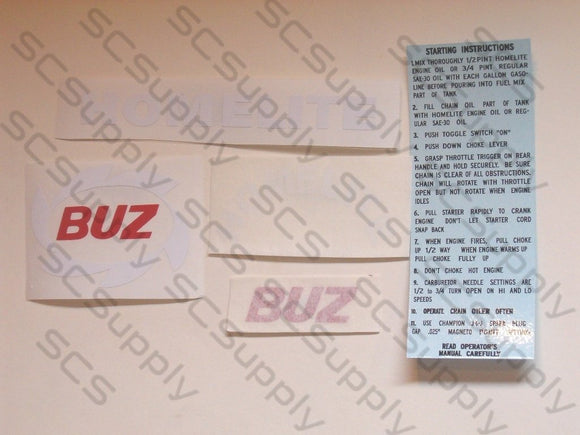 HOMELITE
BUZ
BUZ
STARTING INSTRUCTIONS
1. MIX THOROUGHLY 1/2 PINT HOMELITE
ENGINE OIL OR 3/4 PINT REGULAR
SAE-30 OIL WITH EACH GALLON GASO-
LINE BEFORE POURING INTO FUEL MIX
PART OF TANK
2. FILL CHAIN OIL PART OF TANK
WITH HOMELITE ENGINE OIL OR REG-
ULAR SAE-30 OIL
3. PUSH TOGGLE SWITCH "ON"
4. PUSH DOWN CHOKE LEVER
5. GRASP THROTTLE TRIGGER ON REAR
HANDLE AND HOLD SECURELY. BE SURE
CHAIN IS CLEAR OF ALL OBSTRUCTIONS,
CHAIN WILL ROTATE WITH THROTTLE
OPEN BUT NOT ROTATE WHEN ENGINE
IDLES
6. PULL STARTER RAPIDLY TO CRANK
ENGINE DON'T LET STARTER CORD
SNAP BACK
7. WHEN ENGINE FIRES, PULL CHOKE
UP 1/2 WAY WHEN ENGINE WARMS UP
PULL CHOKE FULLY UP
8. DON'T CHOKE HOT ENGINE
9. CARBURETOR NEEDLE SETTINGS ARE
1/2 to 3/4 TURN OPEN ON HI AND LO
SPEEDS
10. OPERATE CHAIN OILER OFTEN
11. USE CHAMPION SPARK PLUG
GAP .025" MAGNETO POINT
READ OPERATOR'S
MANUAL CAREFULLY
SCSupply